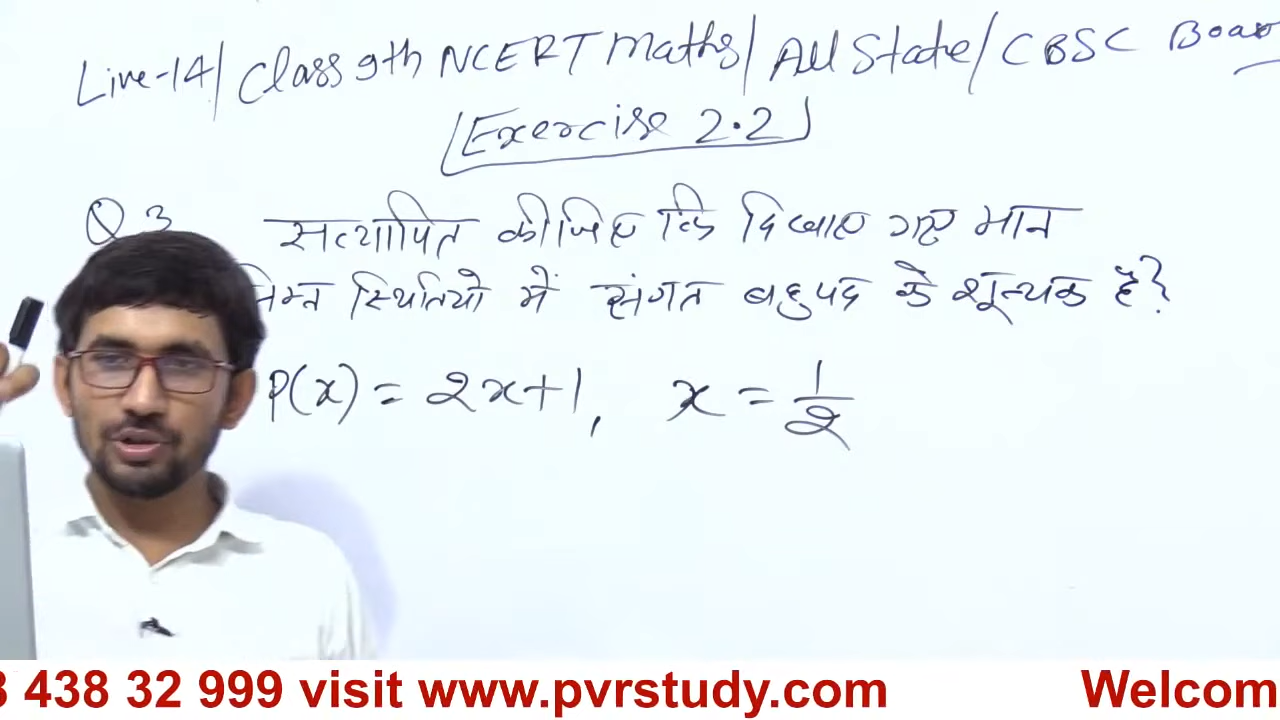 Live-14/ Class 9th NCERT Maths/ All State/ CBSC Boar
Exercise 2.2
Q 3 सत्यापित कीजिए कि दिखाए गए मान
निम्न स्थितियो में संगत बहुपद के शून्यक है?
P(x) = 2x+1, x = 1/2
3 438 32 999 visit www.pvrstudy.com Welcom